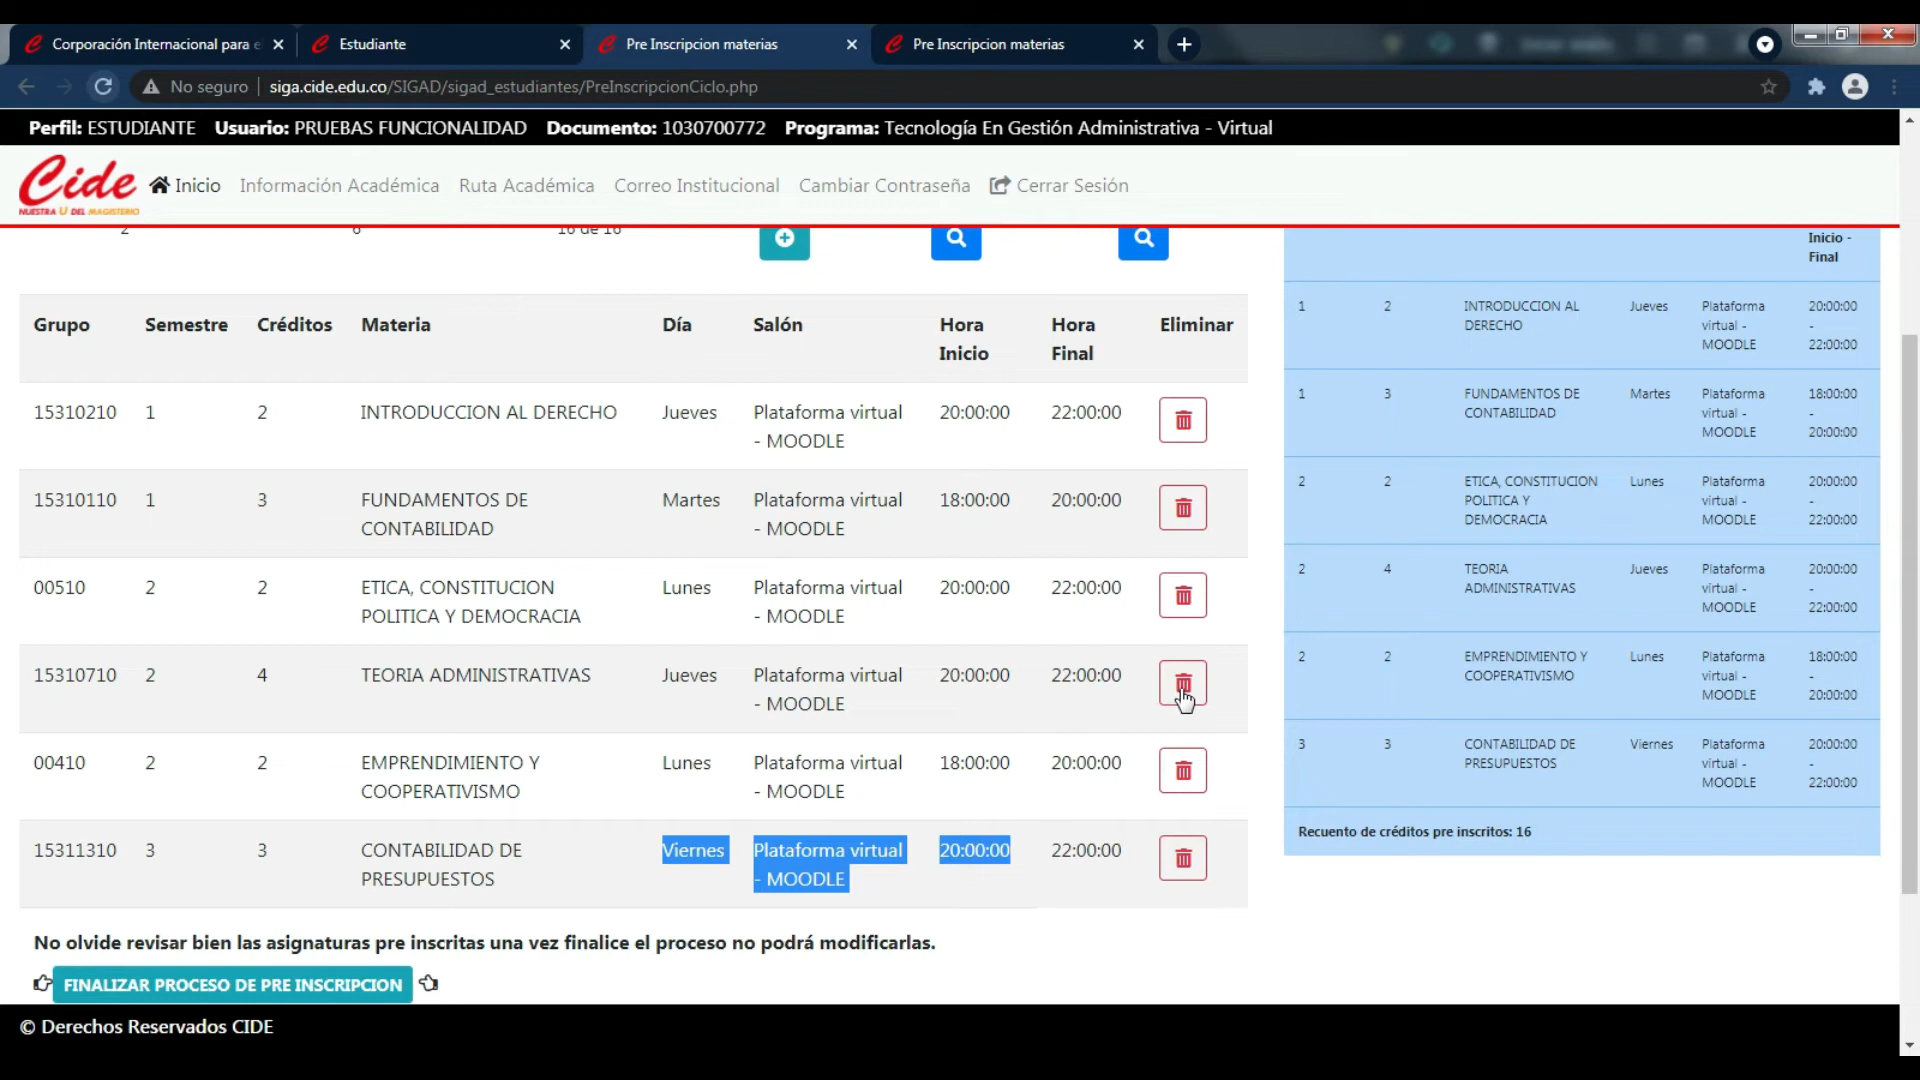 Corporación Internacional para e
Estudiante
Pre Inscripcion materias
Pre Inscripcion materias
No seguro
siga.cide.edu.co/SIGAD/sigad_estudiantes/PreInscripcionCiclo.php
Perfil: ESTUDIANTE Usuario: PRUEBAS FUNCIONALIDAD Documento: 1030700772 Programa: Tecnología En Gestión Administrativa - Virtual
Cide
NUESTRA U DEL MAGISTERIO
Inicio Información Académica Ruta Académica Correo Institucional Cambiar Contraseña Cerrar Sesión
2 6 16 de 16
Grupo Semestre Créditos Materia Día Salón Hora Inicio Hora Final Eliminar
15310210 1 2 INTRODUCCION AL DERECHO Jueves Plataforma virtual - MOODLE 20:00:00 22:00:00
15310110 1 3 FUNDAMENTOS DE CONTABILIDAD Martes Plataforma virtual - MOODLE 18:00:00 20:00:00
00510 2 2 ETICA, CONSTITUCION POLITICA Y DEMOCRACIA Lunes Plataforma virtual - MOODLE 20:00:00 22:00:00
15310710 2 4 TEORIA ADMINISTRATIVAS Jueves Plataforma virtual - MOODLE 20:00:00 22:00:00
00410 2 2 EMPRENDIMIENTO Y COOPERATIVISMO Lunes Plataforma virtual - MOODLE 18:00:00 20:00:00
15311310 3 3 CONTABILIDAD DE PRESUPUESTOS Viernes Plataforma virtual - MOODLE 20:00:00 22:00:00
No olvide revisar bien las asignaturas pre inscritas una vez finalice el proceso no podrá modificarlas.
FINALIZAR PROCESO DE PRE INSCRIPCION
Inicio - Final
1 2 INTRODUCCION AL DERECHO Jueves Plataforma virtual - MOODLE 20:00:00 - 22:00:00
1 3 FUNDAMENTOS DE CONTABILIDAD Martes Plataforma virtual - MOODLE 18:00:00 - 20:00:00
2 2 ETICA, CONSTITUCION POLITICA Y DEMOCRACIA Lunes Plataforma virtual - MOODLE 20:00:00 - 22:00:00
2 4 TEORIA ADMINISTRATIVAS Jueves Plataforma virtual - MOODLE 20:00:00 - 22:00:00
2 2 EMPRENDIMIENTO Y COOPERATIVISMO Lunes Plataforma virtual - MOODLE 18:00:00 - 20:00:00
3 3 CONTABILIDAD DE PRESUPUESTOS Viernes Plataforma virtual - MOODLE 20:00:00 - 22:00:00
Recuento de créditos pre inscritos: 16
© Derechos Reservados CIDE